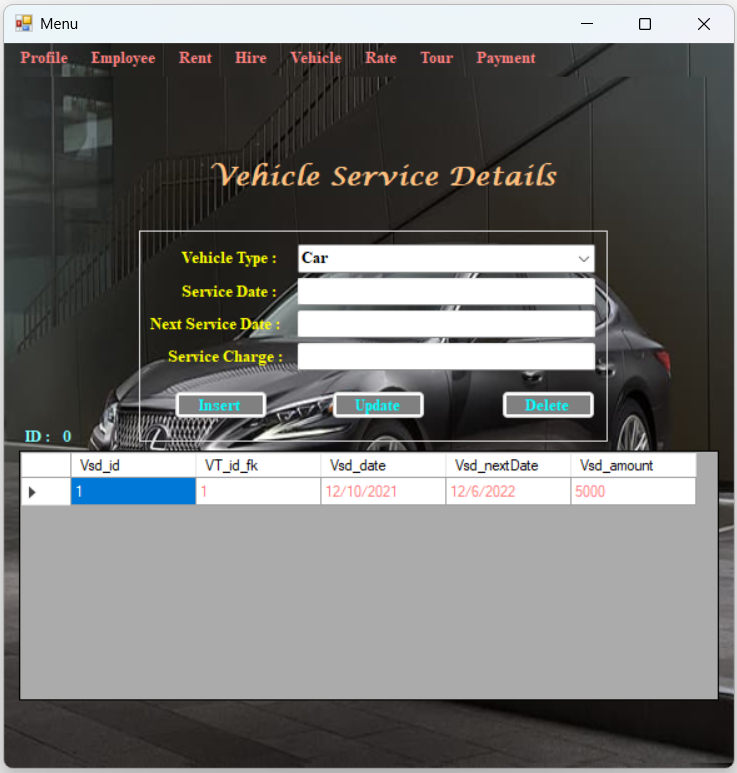 Menu
Profile Employee Rent Hire Vehicle Rate Tour Payment
Vehicle Service Details
Vehicle Type : Car
Service Date :
Next Service Date :
Service Charge :
Insert Update Delete
ID : 0
Vsd_id VT_id_fk Vsd_date Vsd_nextDate Vsd_amount
1 1 12/10/2021 12/6/2022 5000